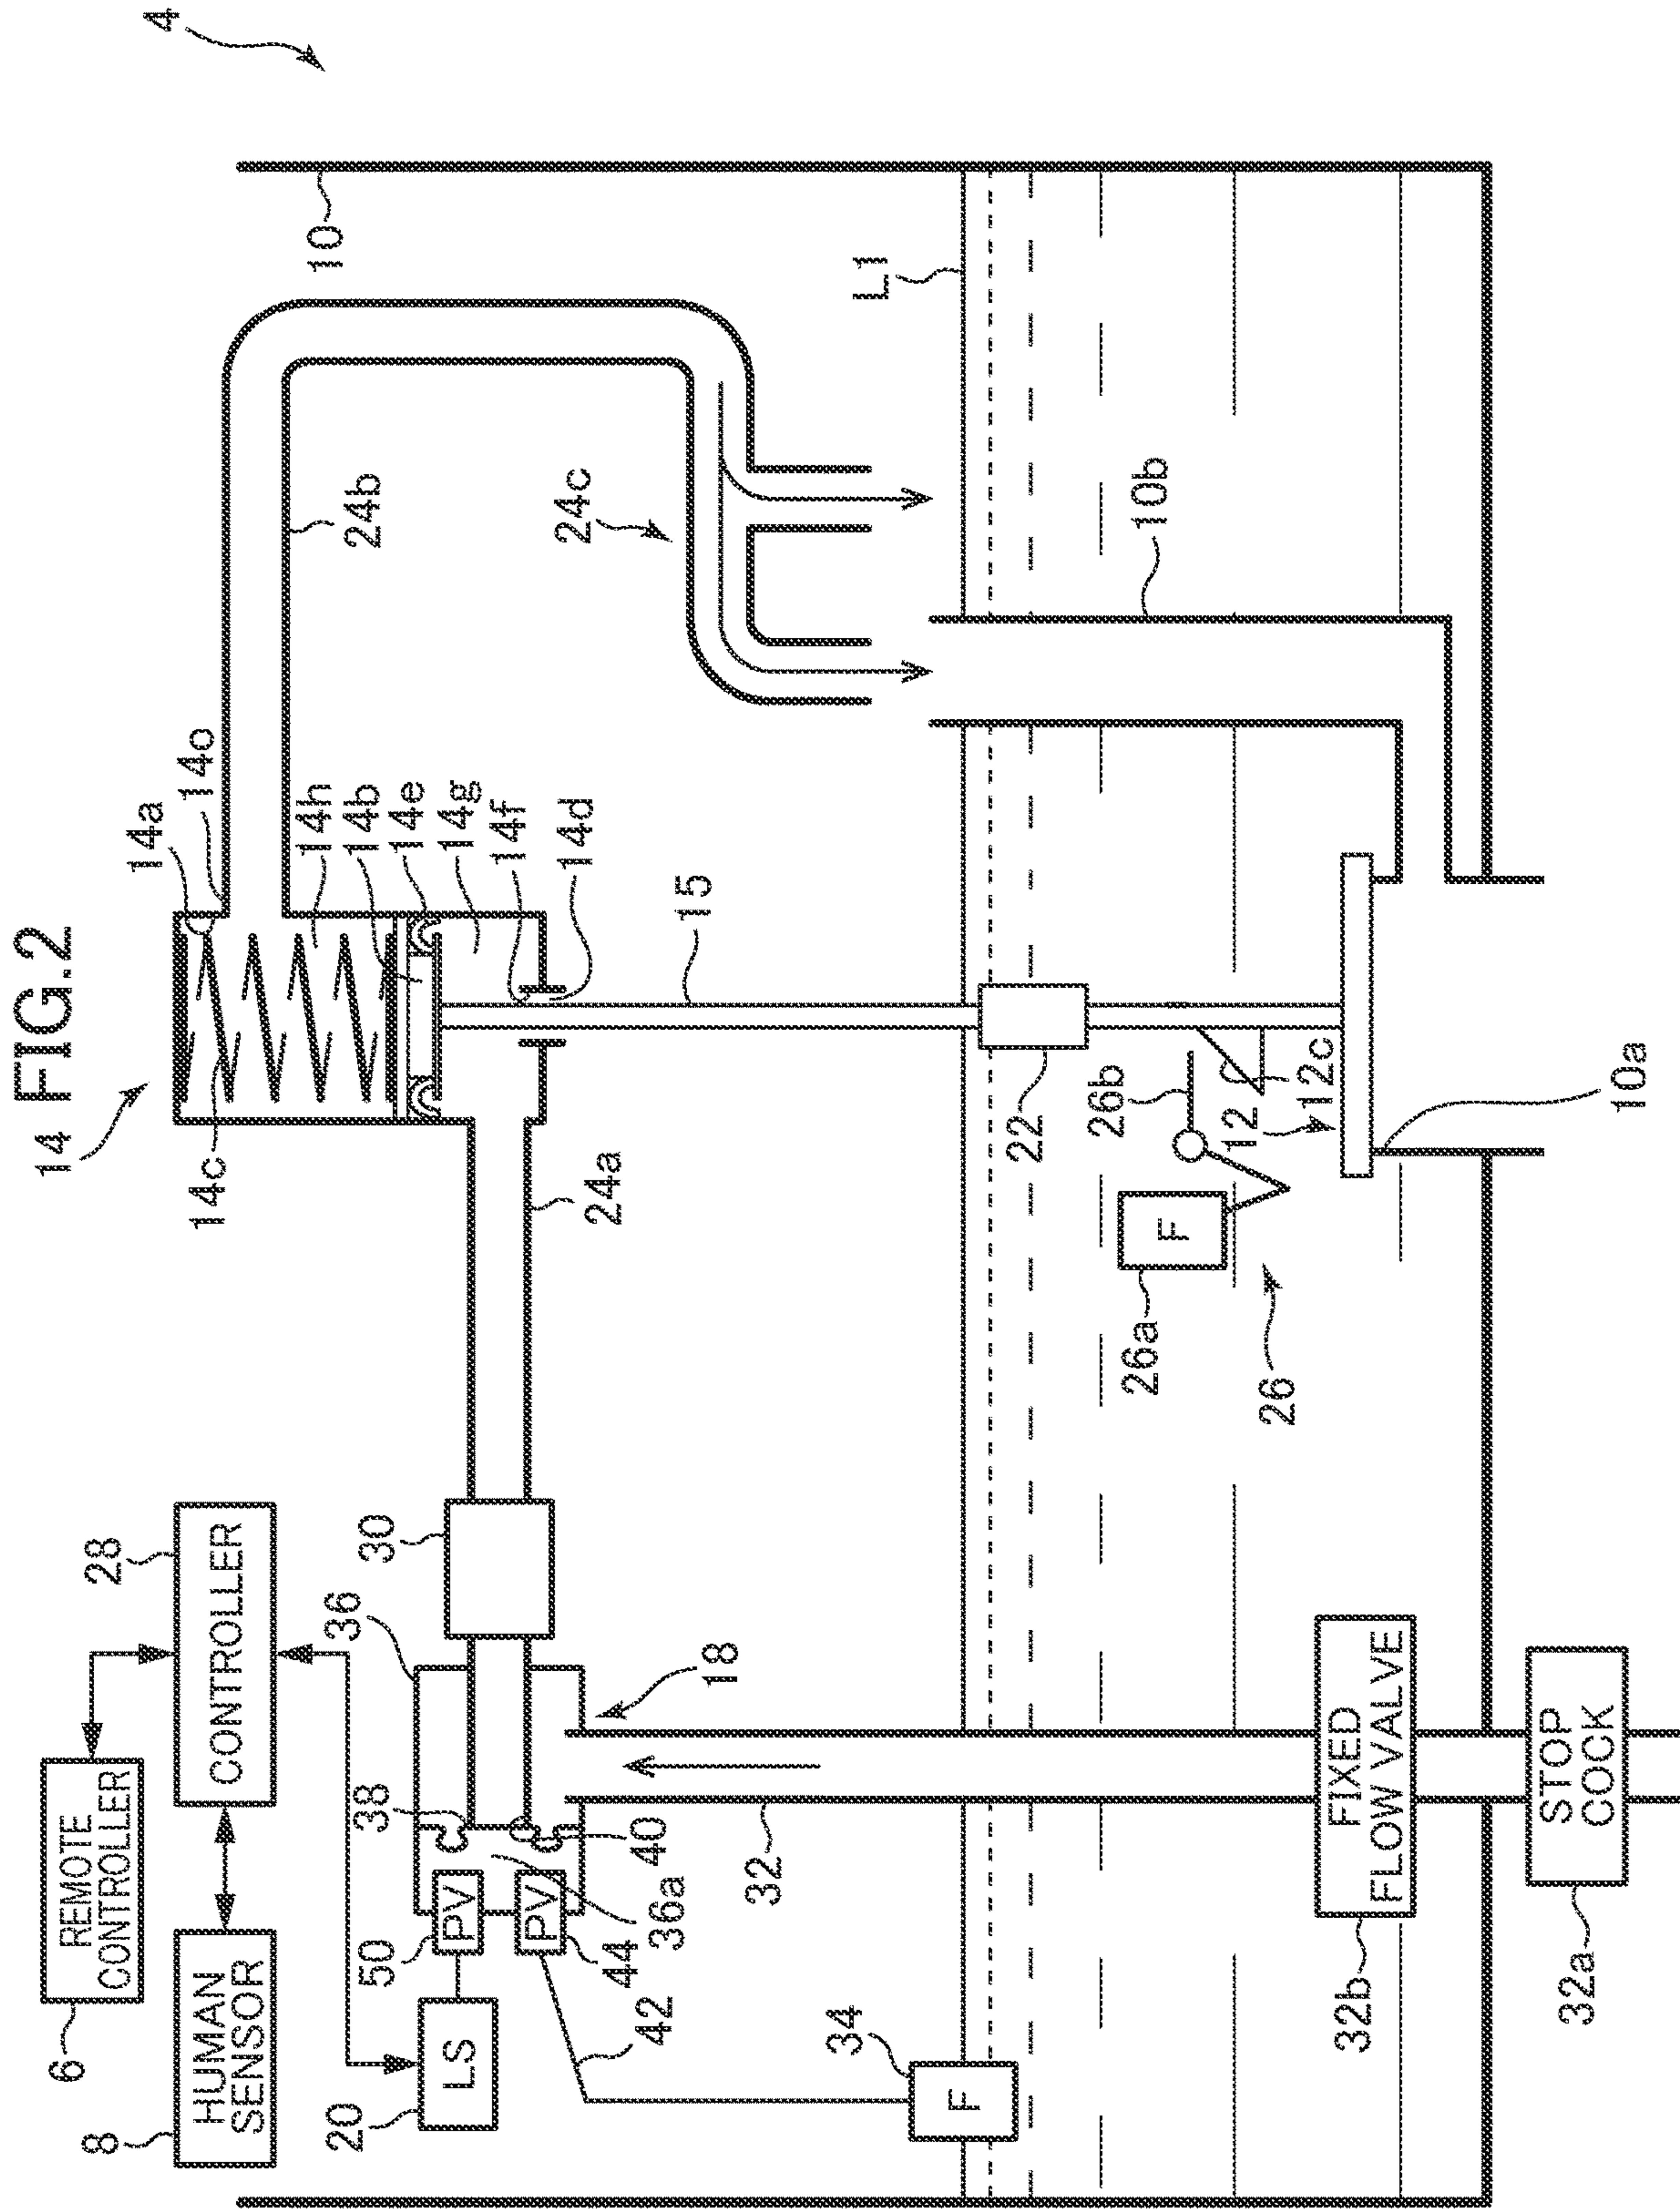 FIG.2
4
6
REMOTE
CONTROLLER
8
HUMAN
SENSOR
28
CONTROLLER
20
LS
50
PV
44
PV
42
36a
38
40
36
30
18
24a
14
14c
14a
14o
14h
14b
14e
14g
14f
14d
15
24b
24c
10
L1
10b
22
26b
12
12c
10a
26a
F
26
34
F
32
32b
FIXED
FLOW VALVE
32a
STOP
COCK